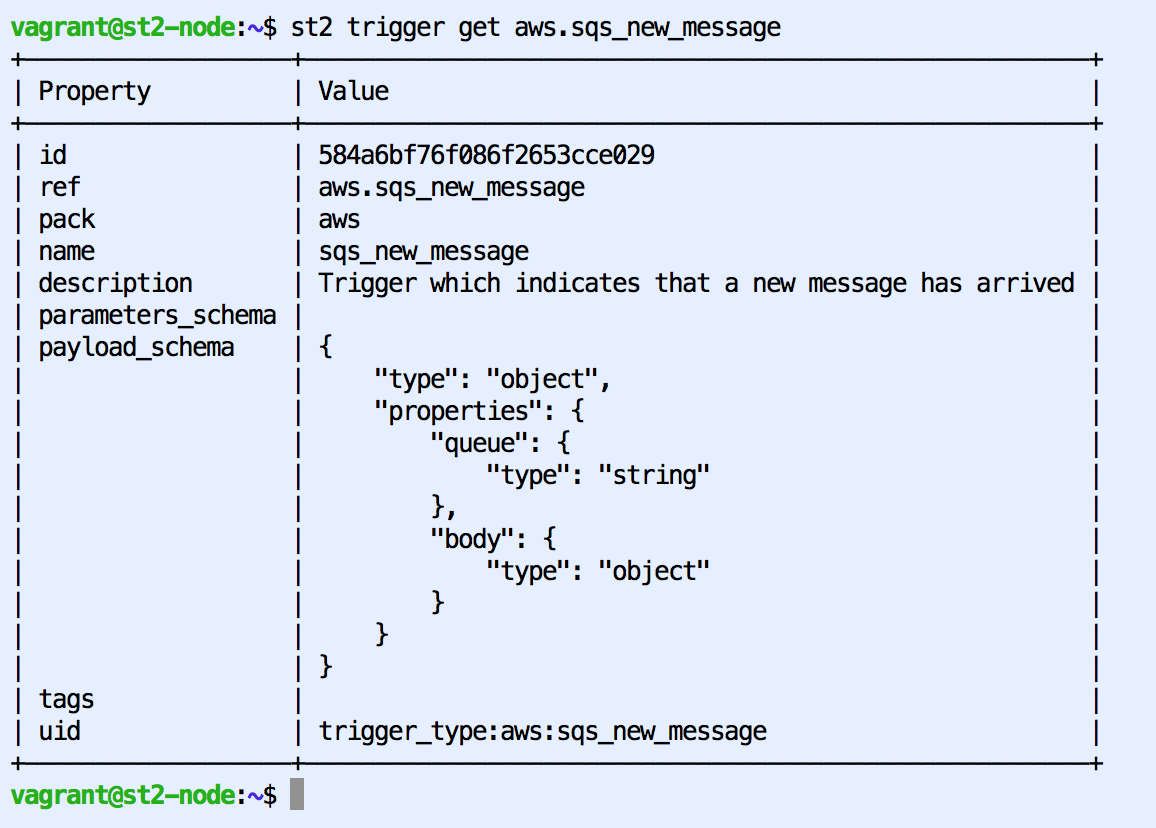 vagrant@st2-node:~$ st2 trigger get aws.sqs_new_message
+-------------------+--------------------------------------------------------+
| Property          | Value                                                  |
+-------------------+--------------------------------------------------------+
| id                | 584a6bf76f086f2653cce029                               |
| ref               | aws.sqs_new_message                                    |
| pack              | aws                                                    |
| name              | sqs_new_message                                        |
| description       | Trigger which indicates that a new message has arrived |
| parameters_schema |                                                        |
| payload_schema    | {                                                      |
|                   |     "type": "object",                                  |
|                   |     "properties": {                                    |
|                   |         "queue": {                                     |
|                   |             "type": "string"                           |
|                   |         },                                             |
|                   |         "body": {                                      |
|                   |             "type": "object"                           |
|                   |         }                                              |
|                   |     }                                                  |
|                   | }                                                      |
| tags              |                                                        |
| uid               | trigger_type:aws:sqs_new_message                       |
+-------------------+--------------------------------------------------------+
vagrant@st2-node:~$